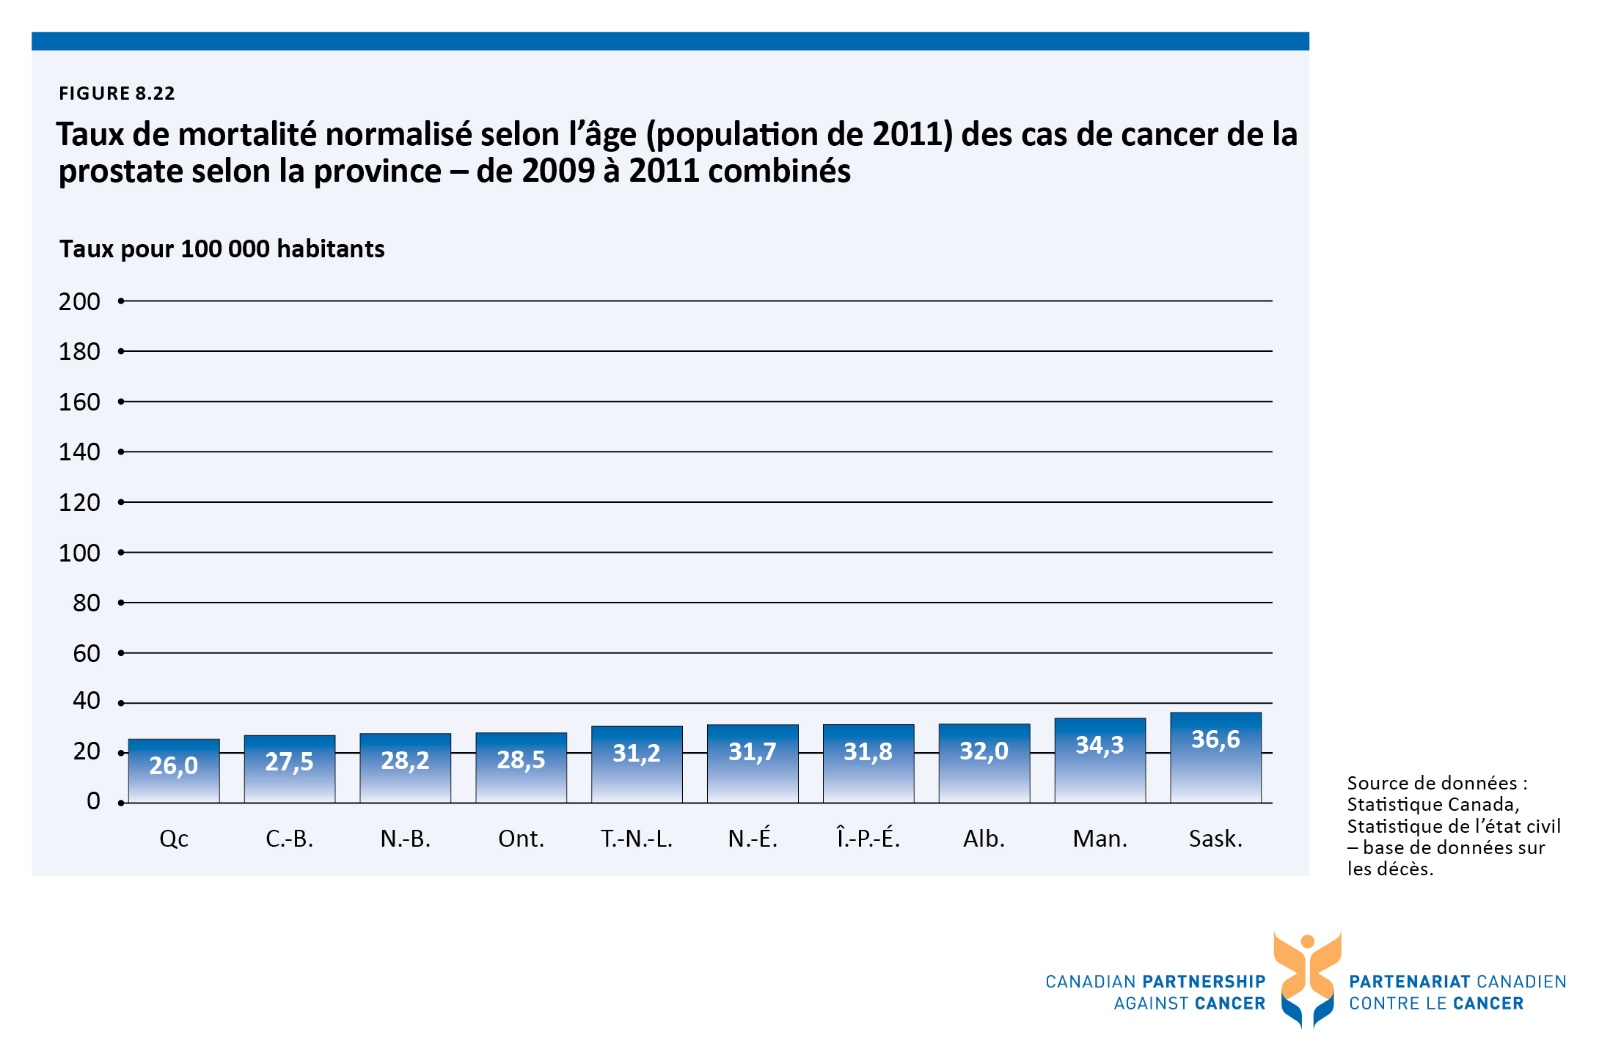 FIGURE 8.22
Taux de mortalité normalisé selon l’âge (population de 2011) des cas de cancer de la
prostate selon la province – de 2009 à 2011 combinés
Taux pour 100 000 habitants
200
180
160
140
120
100
80
60
40
20
0
26,0 27,5 28,2 28,5 31,2 31,7 31,8 32,0 34,3 36,6
Qc C.-B. N.-B. Ont. T.-N.-L. N.-É. Î.-P.-É. Alb. Man. Sask.
Source de données :
Statistique Canada,
Statistique de l’état civil
– base de données sur
les décès.
CANADIAN PARTNERSHIP
AGAINST CANCER
PARTENARIAT CANADIEN
CONTRE LE CANCER